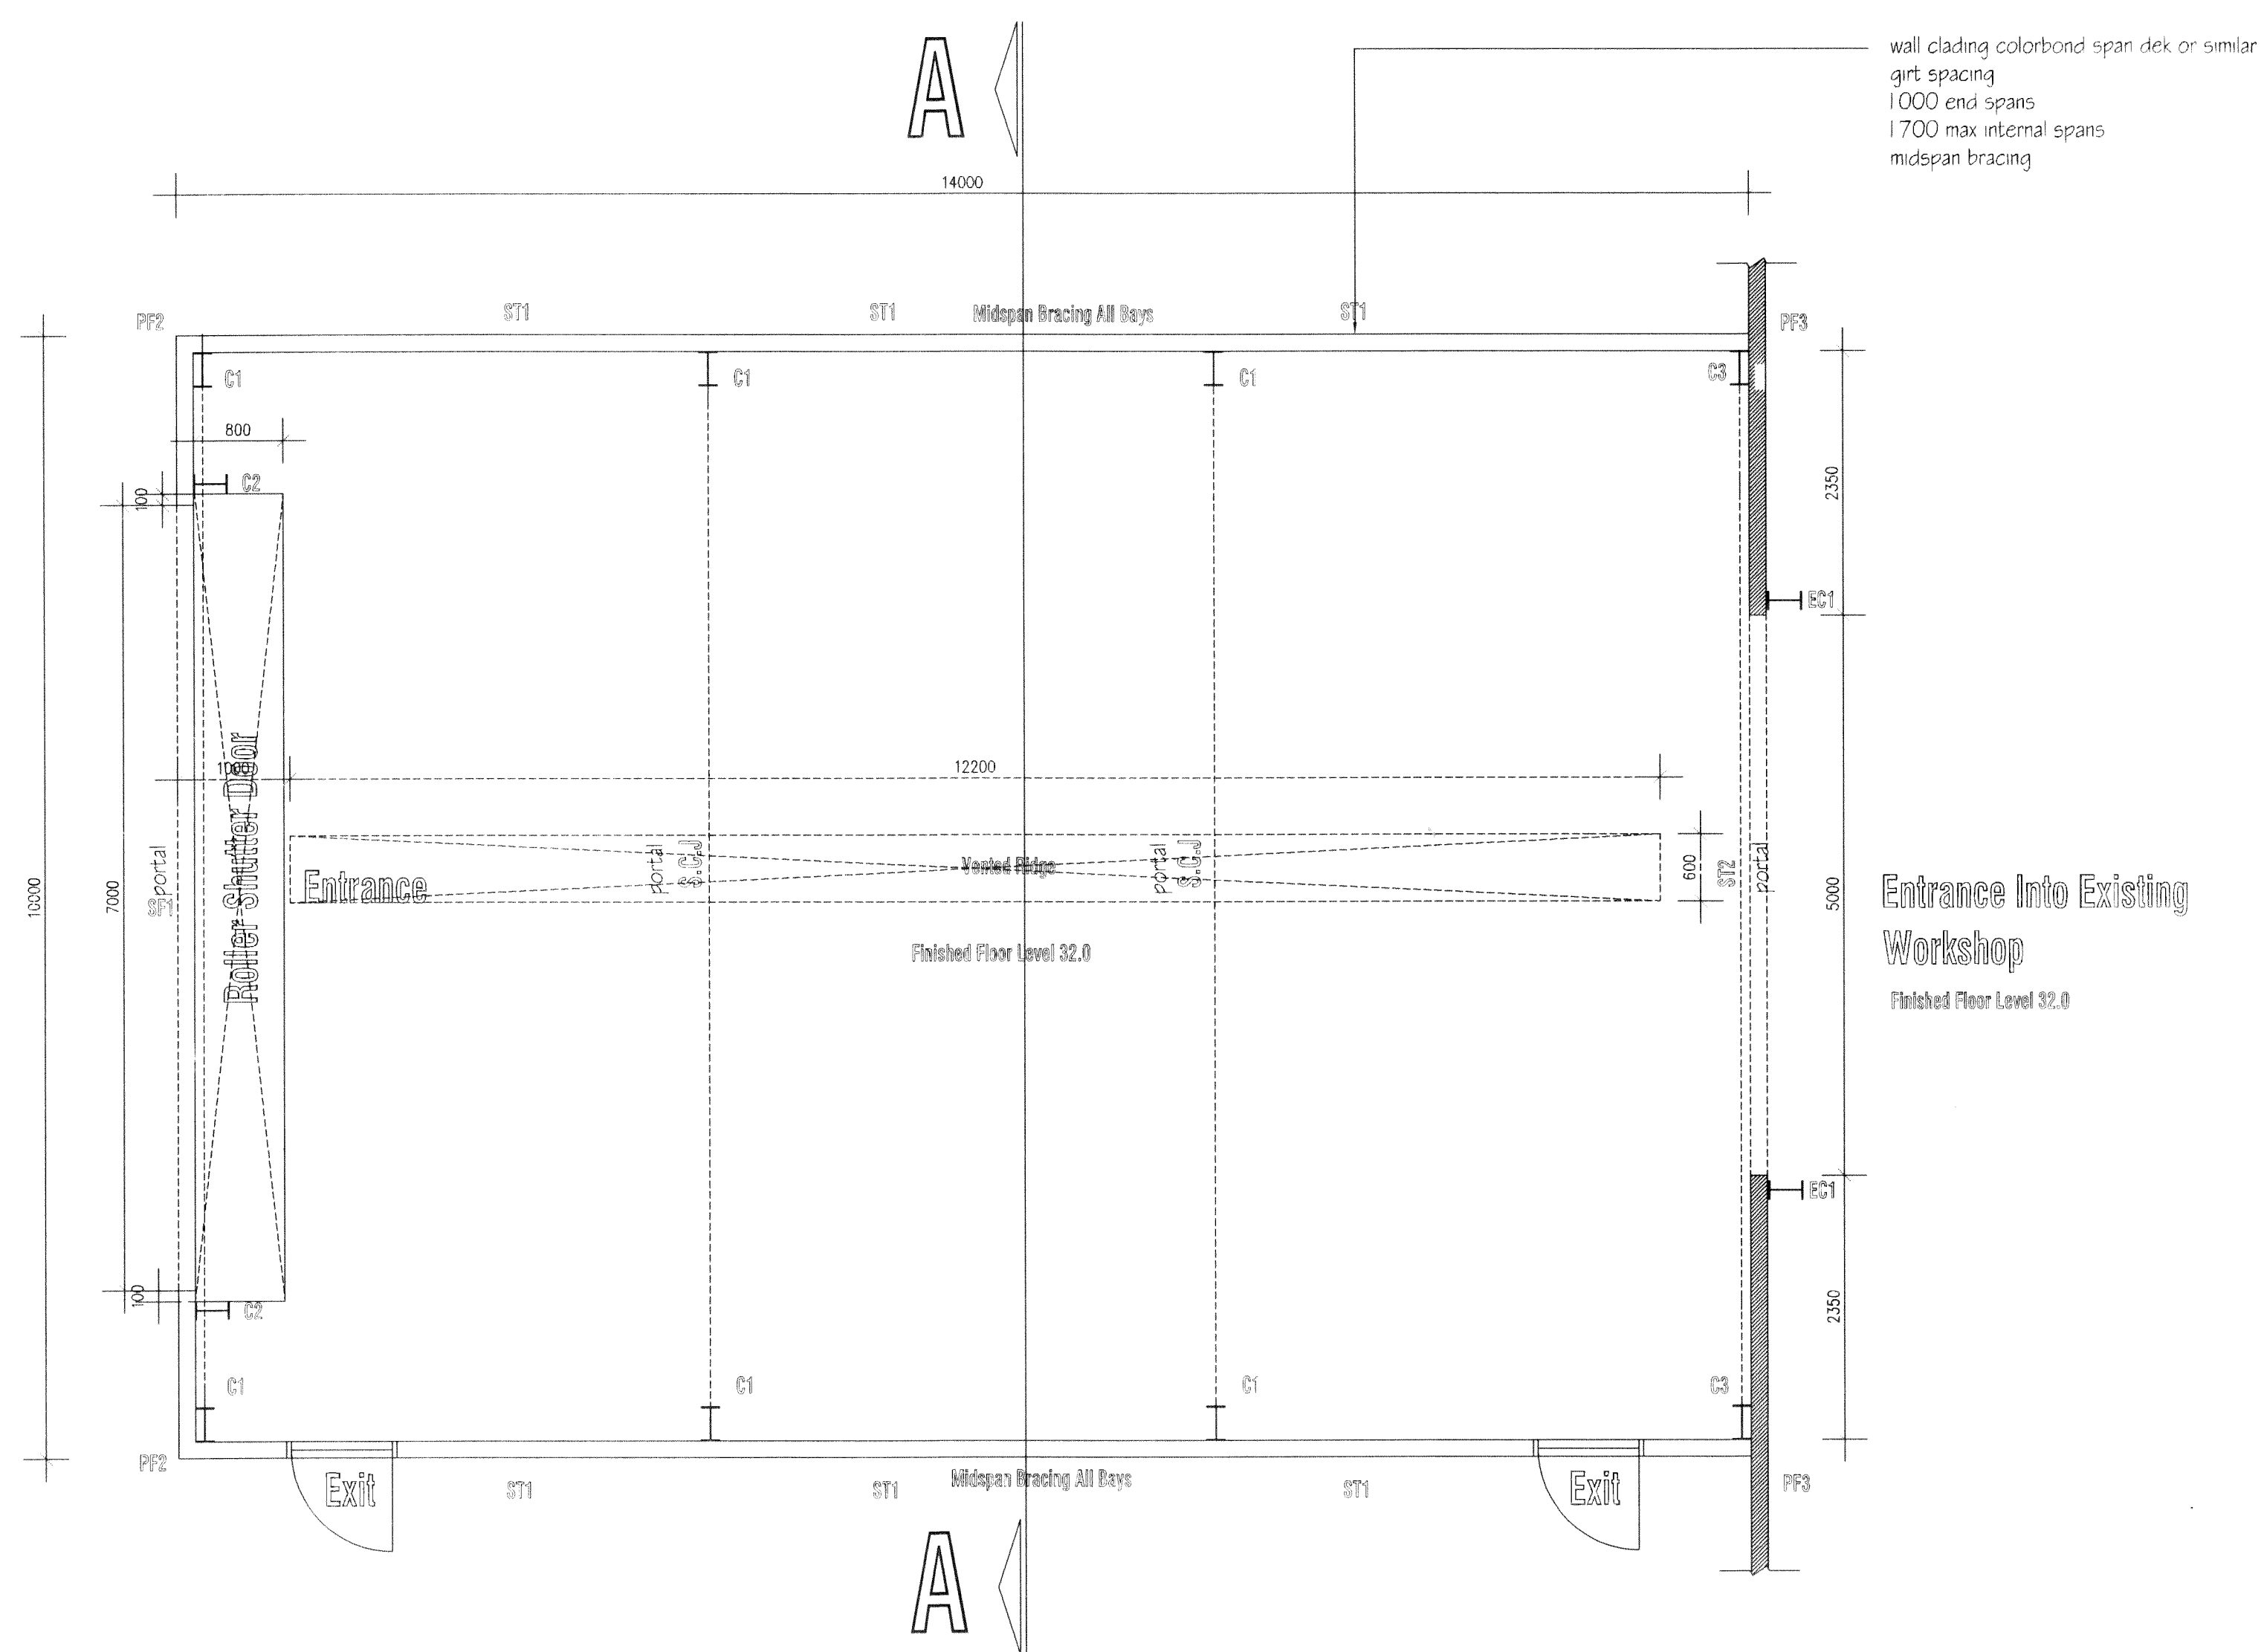 A
wall clading colorbond span dek or similar
girt spacing
1000 end spans
1700 max internal spans
midspan bracing
14000
PF2
ST1
ST1
Midspan Bracing All Bays
ST1
PF3
C1
C1
C1
C3
800
C2
100
2350
EC1
10000
7000
portal
SF1
Roller Shutter Door
12200
Entrance
portal
S.C.J
Vented Ridge
portal
S.C.J
600
ST2
portal
5000
Entrance Into Existing
Workshop
Finished Floor Level 32.0
Finished Floor Level 32.0
EC1
100
C2
2350
C1
C1
C1
C3
PF2
Exit
ST1
ST1
Midspan Bracing All Bays
ST1
Exit
PF3
A